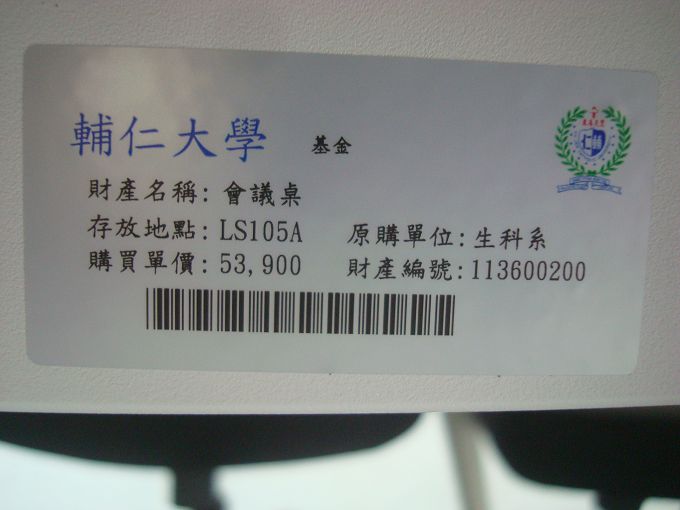 輔仁大學 基金
財產名稱: 會議桌
存放地點: LS105A 原購單位: 生科系
購買單價: 53,900 財產編號: 113600200